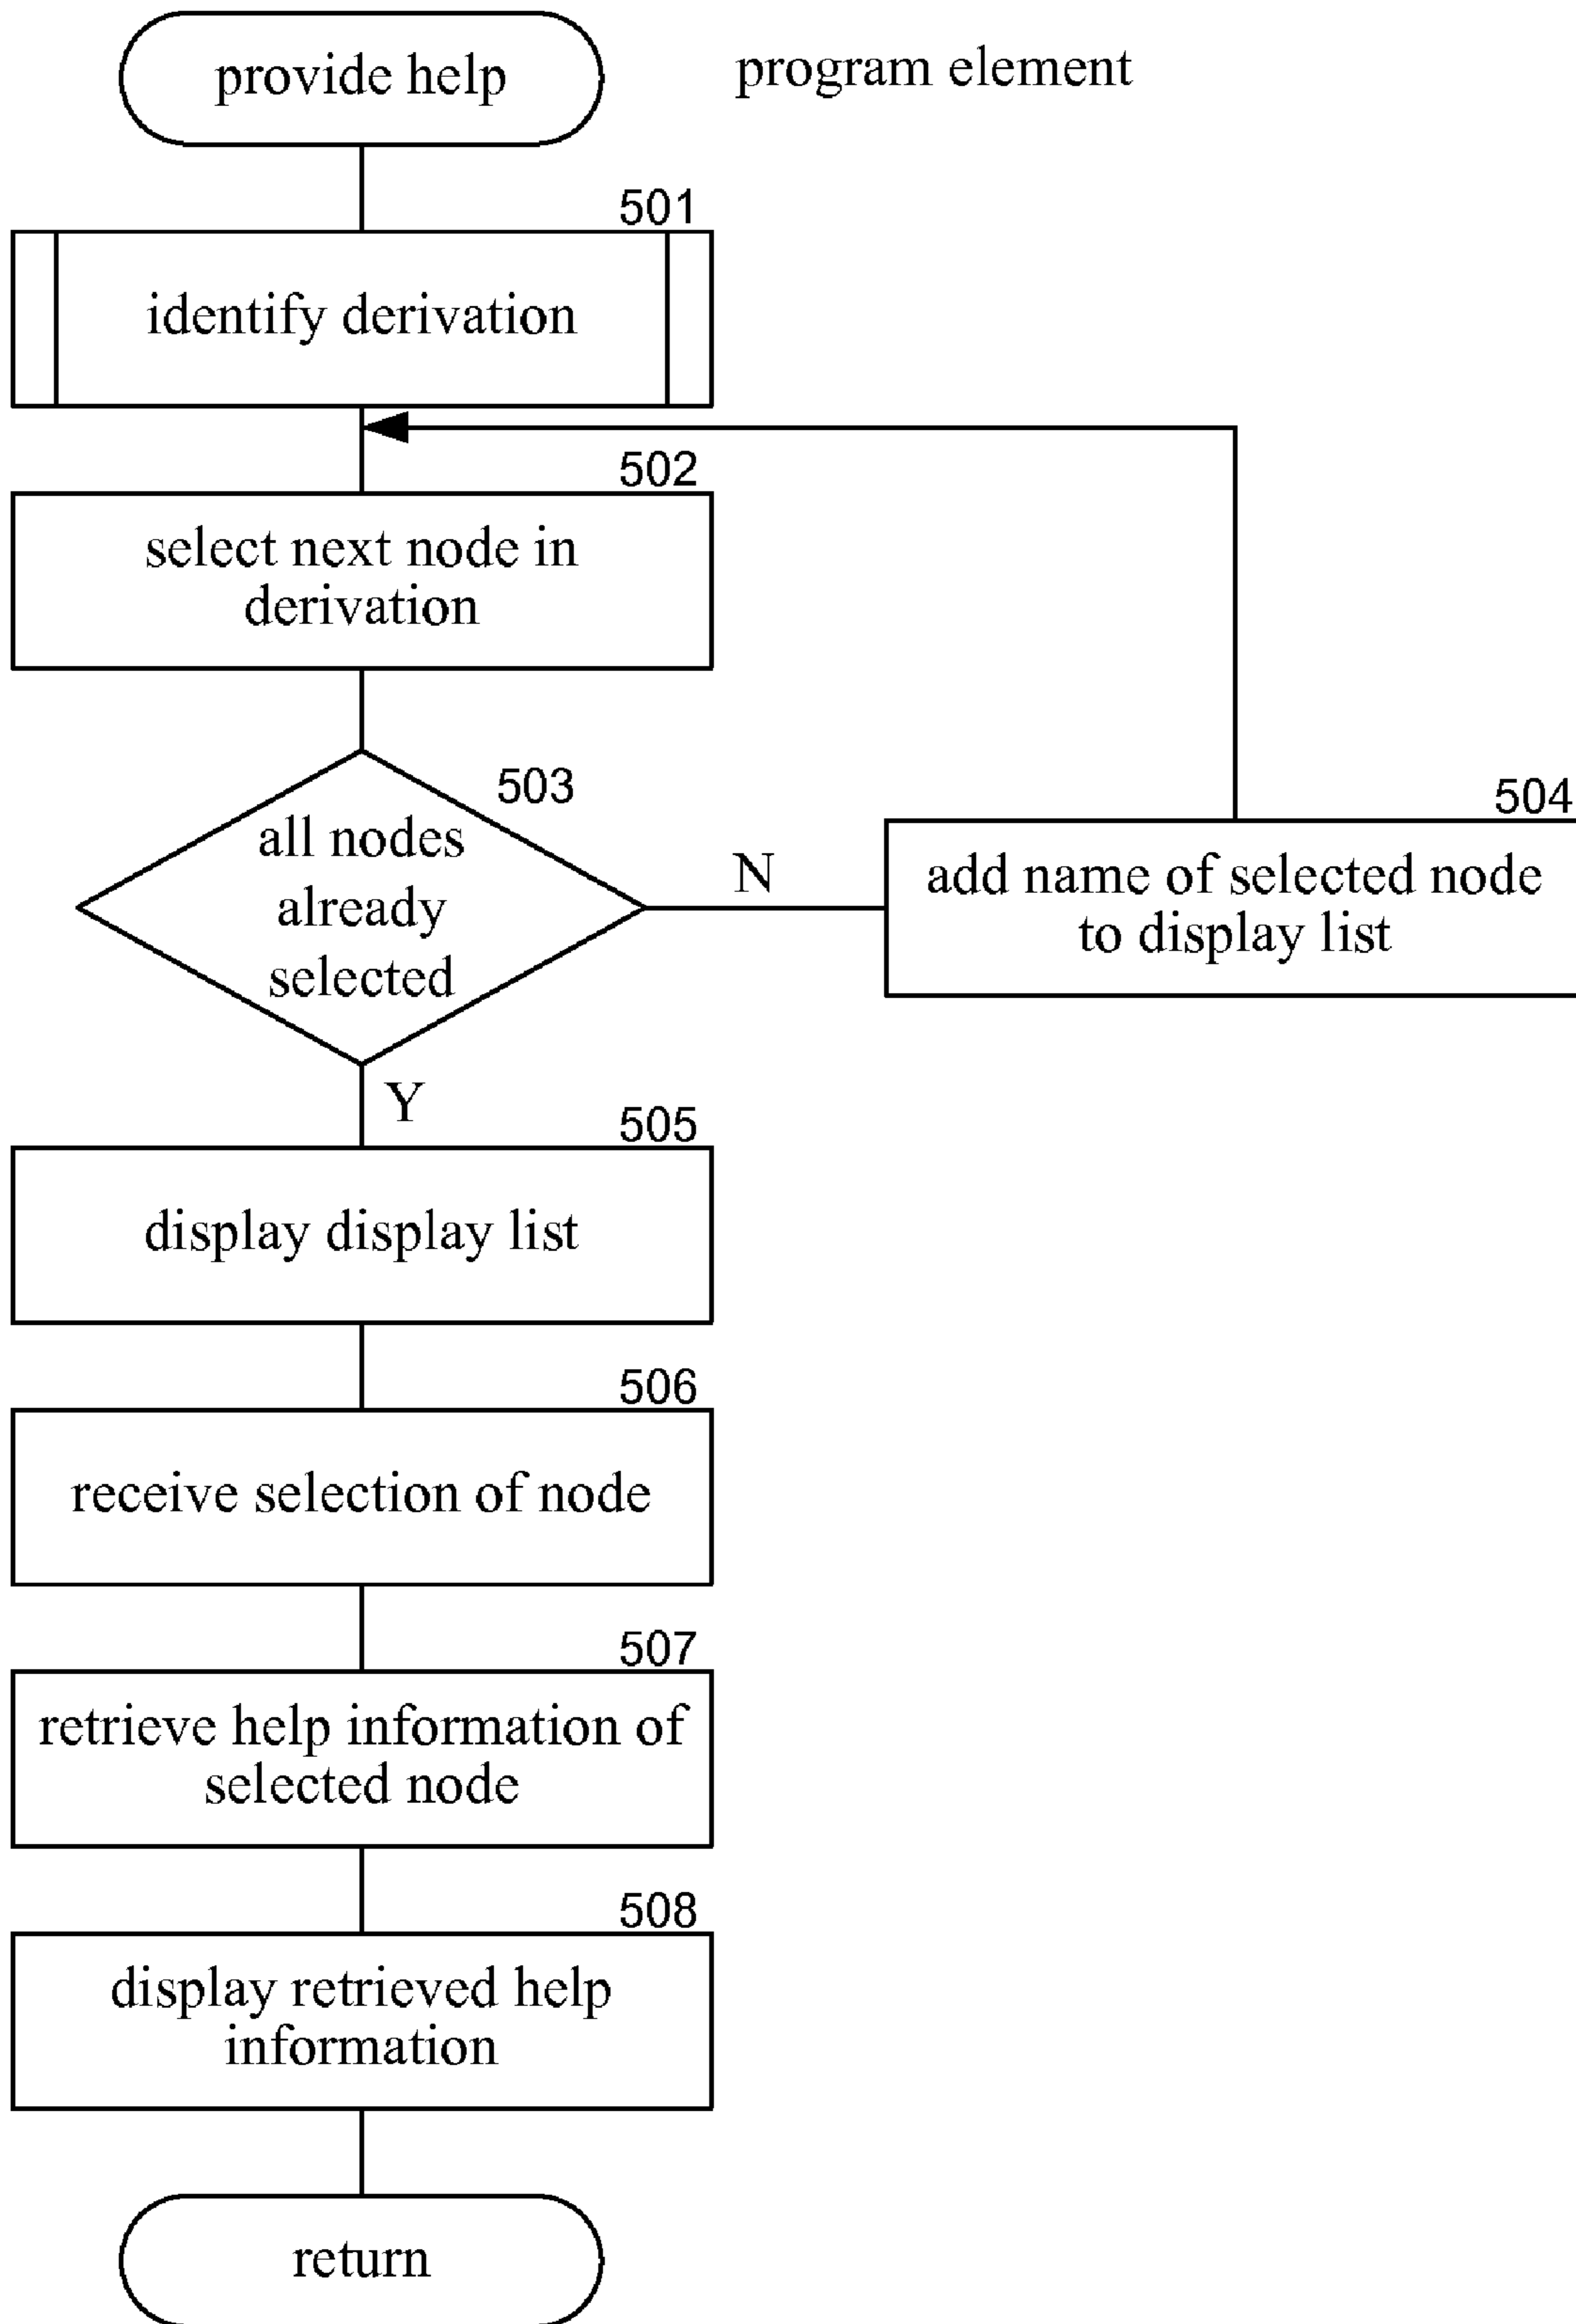 provide help
program element
501
identify derivation
502
select next node in
derivation
503
all nodes
already
selected
N
504
add name of selected node
to display list
Y
505
display display list
506
receive selection of node
507
retrieve help information of
selected node
508
display retrieved help
information
return